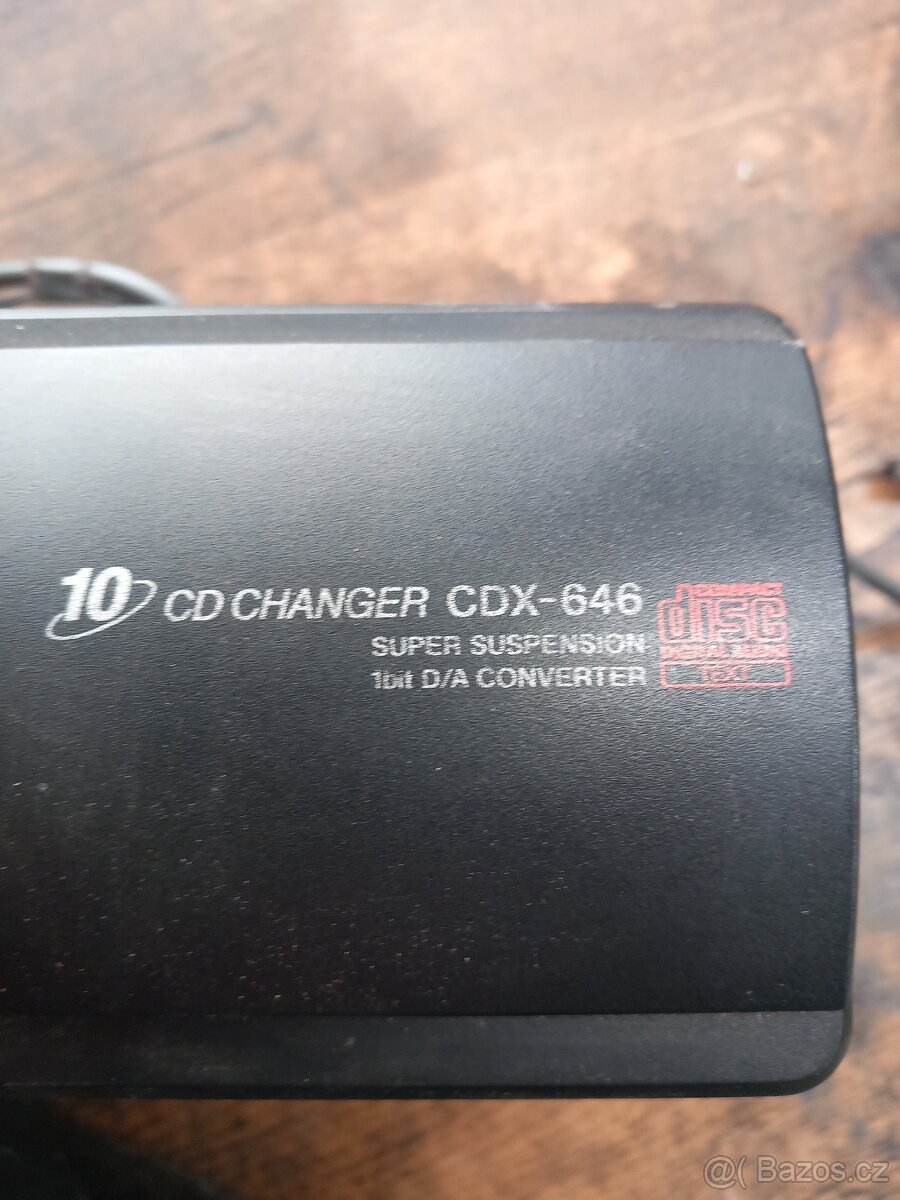 10 CD CHANGER CDX-646
SUPER SUSPENSION
1bit D/A CONVERTER
COMPACT
disc
DIGITAL AUDIO
TEXT
@( Bazos.cz